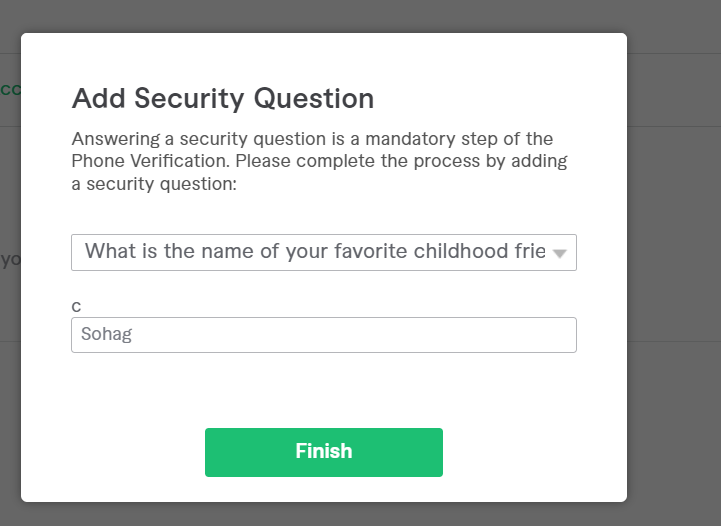 Add Security Question
Answering a security question is a mandatory step of the
Phone Verification. Please complete the process by adding
a security question:
What is the name of your favorite childhood frie
c
Sohag
Finish
cc
yo